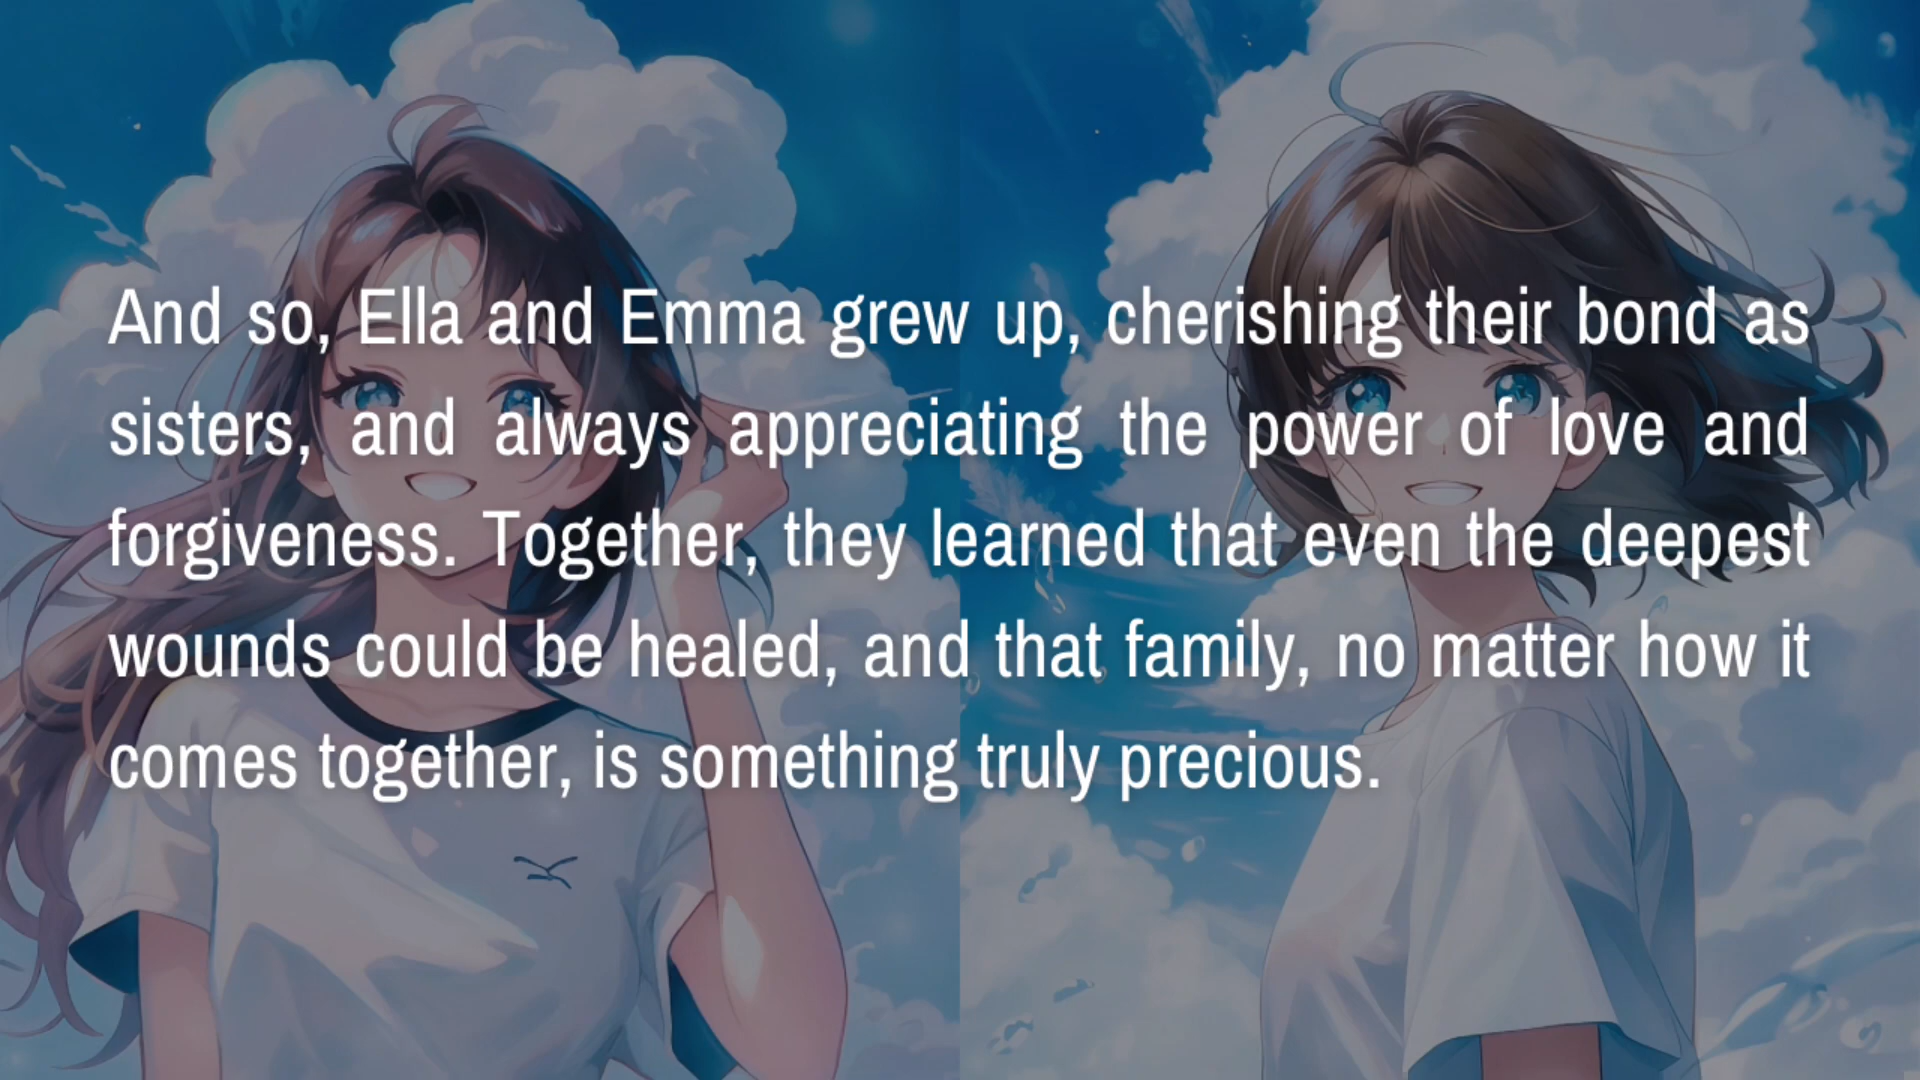 And so, Ella and Emma grew up, cherishing their bond as
sisters, and always appreciating the power of love and
forgiveness. Together, they learned that even the deepest
wounds could be healed, and that family, no matter how it
comes together, is something truly precious.